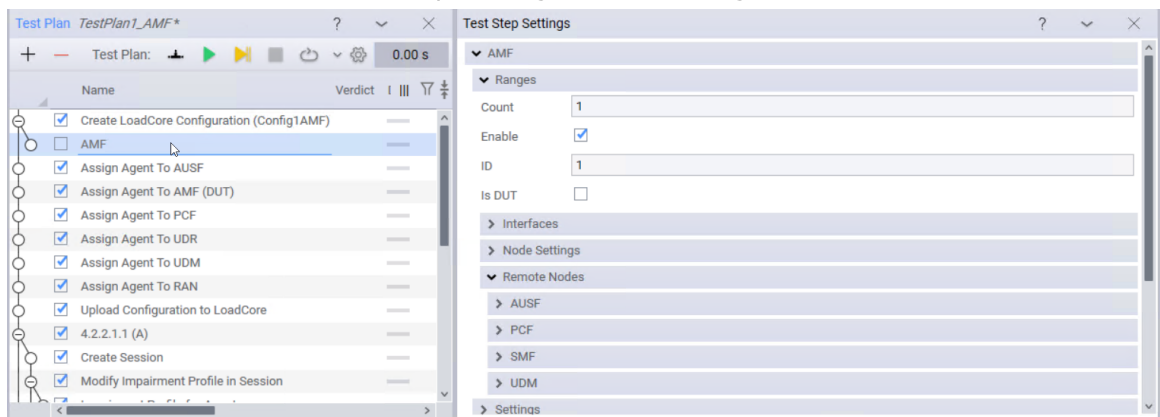 Test Plan TestPlan1_AMF* ?
Test Plan: 0.00 s
Name Verdict
Create LoadCore Configuration (Config1AMF)
AMF
Assign Agent To AUSF
Assign Agent To AMF (DUT)
Assign Agent To PCF
Assign Agent To UDR
Assign Agent To UDM
Assign Agent To RAN
Upload Configuration to LoadCore
4.2.2.1.1 (A)
Create Session
Modify Impairment Profile in Session
Test Step Settings ?
AMF
Ranges
Count 1
Enable
ID 1
Is DUT
Interfaces
Node Settings
Remote Nodes
AUSF
PCF
SMF
UDM
Settings